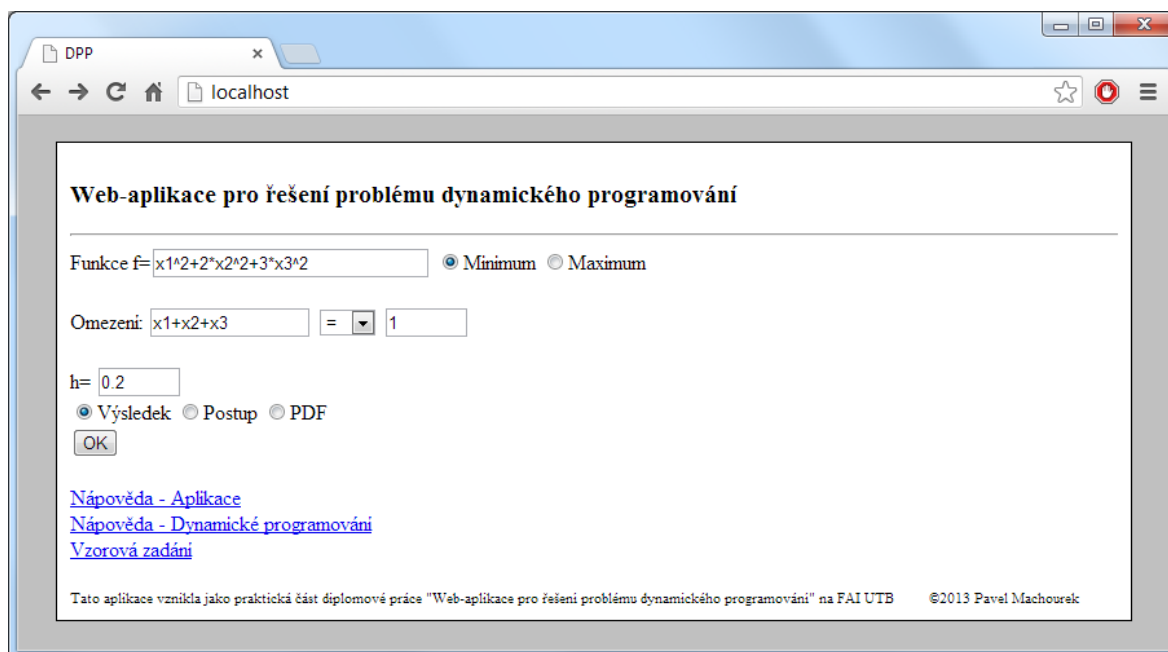 DPP
localhost
Web-aplikace pro řešení problému dynamického programování
Funkce f= x1^2+2*x2^2+3*x3^2 Minimum Maximum
Omezení: x1+x2+x3 = 1
h= 0.2
Výsledek Postup PDF
OK
Nápověda - Aplikace
Nápověda - Dynamické programování
Vzorová zadání
Tato aplikace vznikla jako praktická část diplomové práce "Web-aplikace pro řešení problému dynamického programování" na FAI UTB ©2013 Pavel Machourek